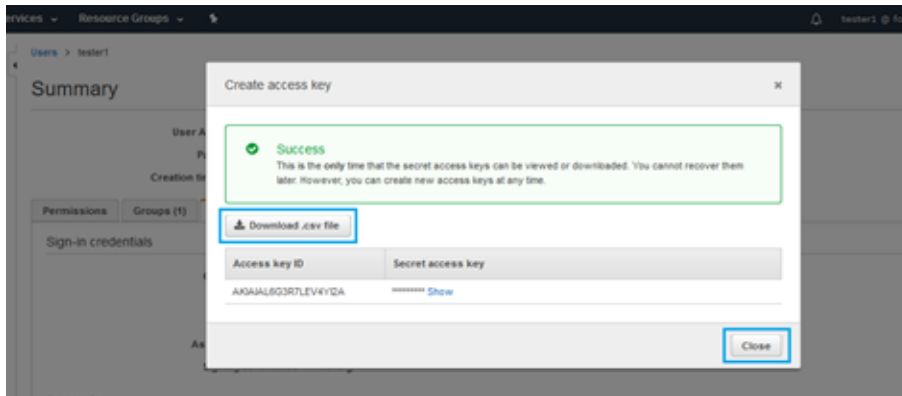 Resource Groups
tester1 @
Users > tester1
Summary
Create access key
User
Creation
Success
This is the only time that the secret access keys can be viewed or downloaded. You cannot recover them
later. However, you can create new access keys at any time.
Permissions
Groups (1)
Download .csv file
Sign-in credentials
Access key ID
Secret access key
********* Show
As
Close